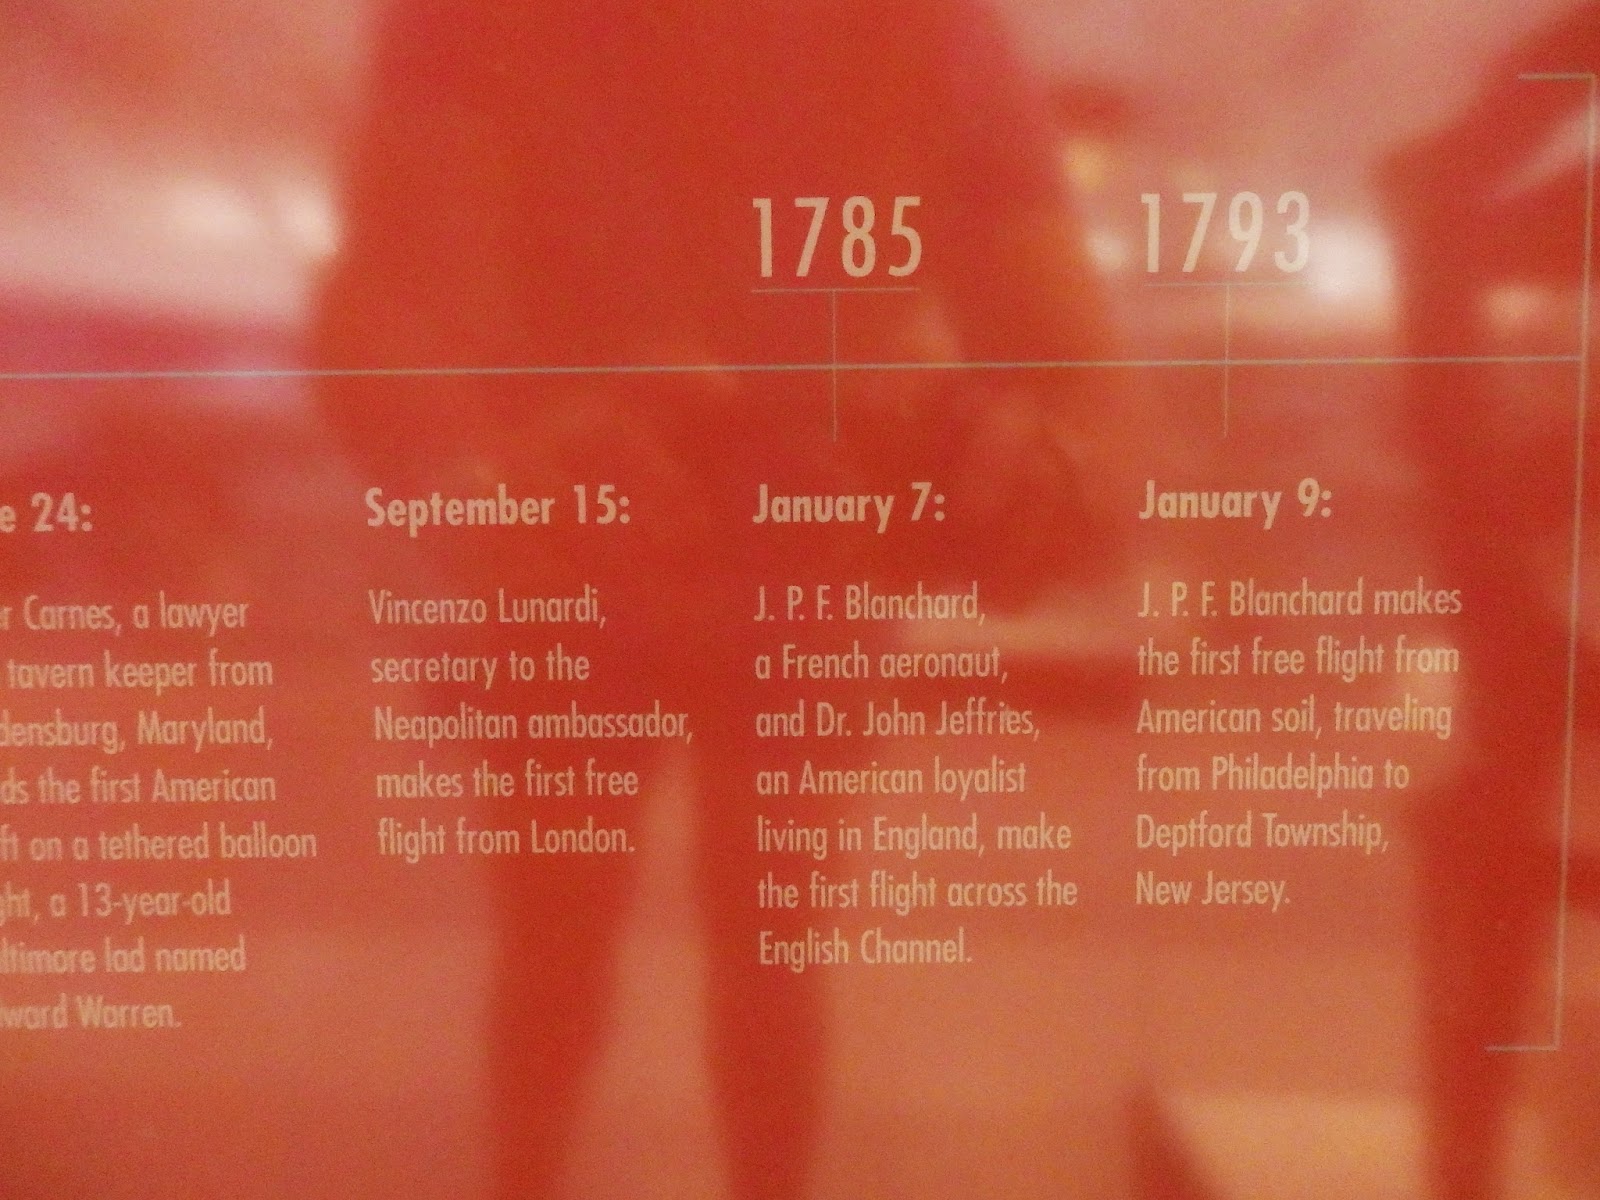 1785
1793
e 24:
r Carnes, a lawyer
tavern keeper from
densburg, Maryland,
ds the first American
ft on a tethered balloon
ght, a 13-year-old
ltimore lad named
ward Warren.
September 15:
Vincenzo Lunardi,
secretary to the
Neapolitan ambassador,
makes the first free
flight from London.
January 7:
J. P. F. Blanchard,
a French aeronaut,
and Dr. John Jeffries,
an American loyalist
living in England, make
the first flight across the
English Channel.
January 9:
J. P. F. Blanchard makes
the first free flight from
American soil, traveling
from Philadelphia to
Deptford Township,
New Jersey.